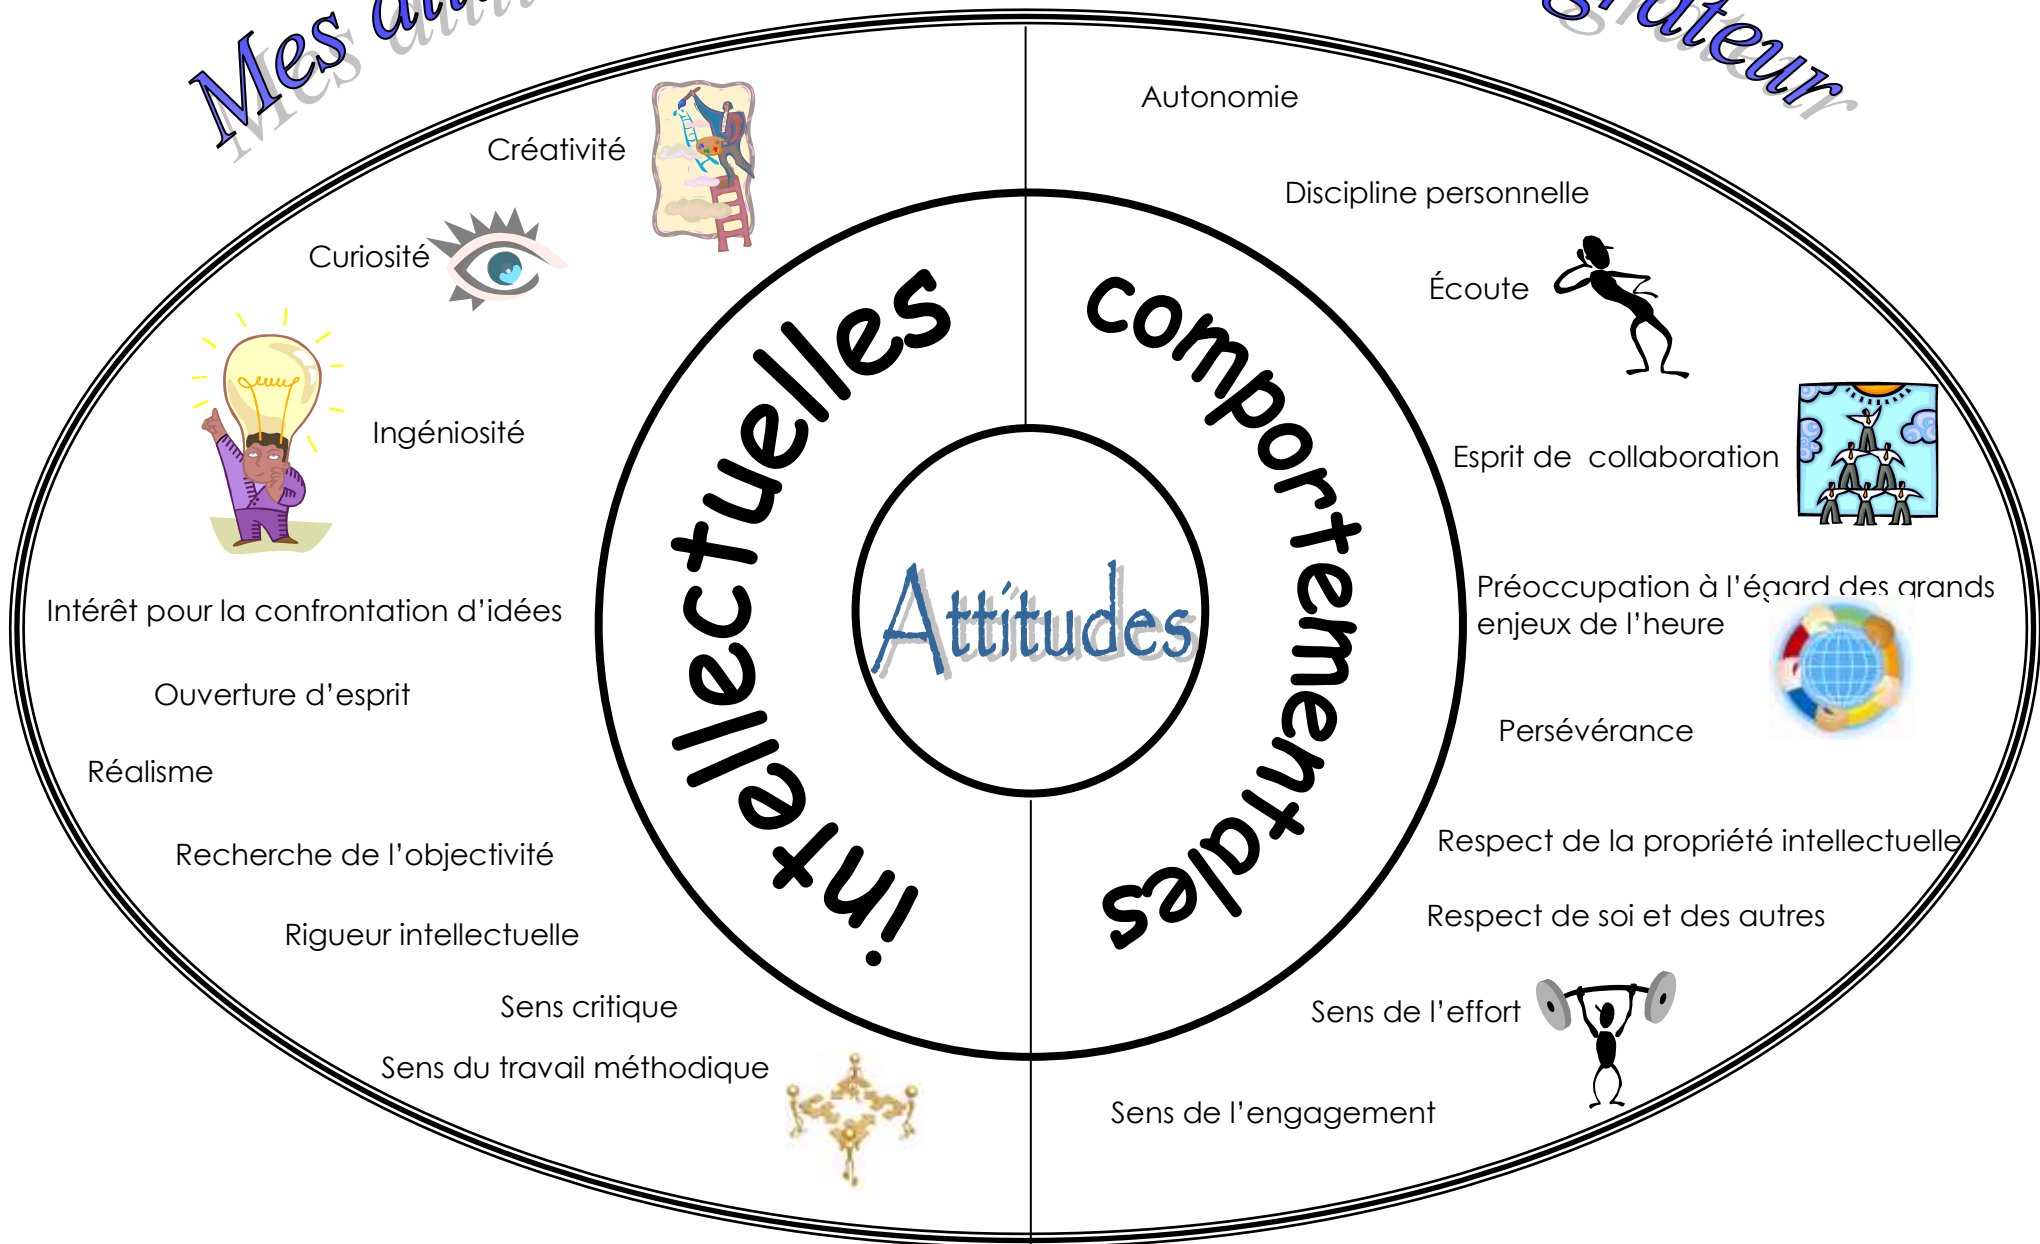 Mes
Créativité
Curiosité
Ingéniosité
Intérêt pour la confrontation d’idées
Ouverture d’esprit
Réalisme
Recherche de l’objectivité
Rigueur intellectuelle
Sens critique
Sens du travail méthodique
intellectuelles
Attitudes
comportementales
Autonomie
Discipline personnelle
Écoute
Esprit de collaboration
Préoccupation à l’égard des grands
enjeux de l’heure
Persévérance
Respect de la propriété intellectuelle
Respect de soi et des autres
Sens de l’effort
Sens de l’engagement